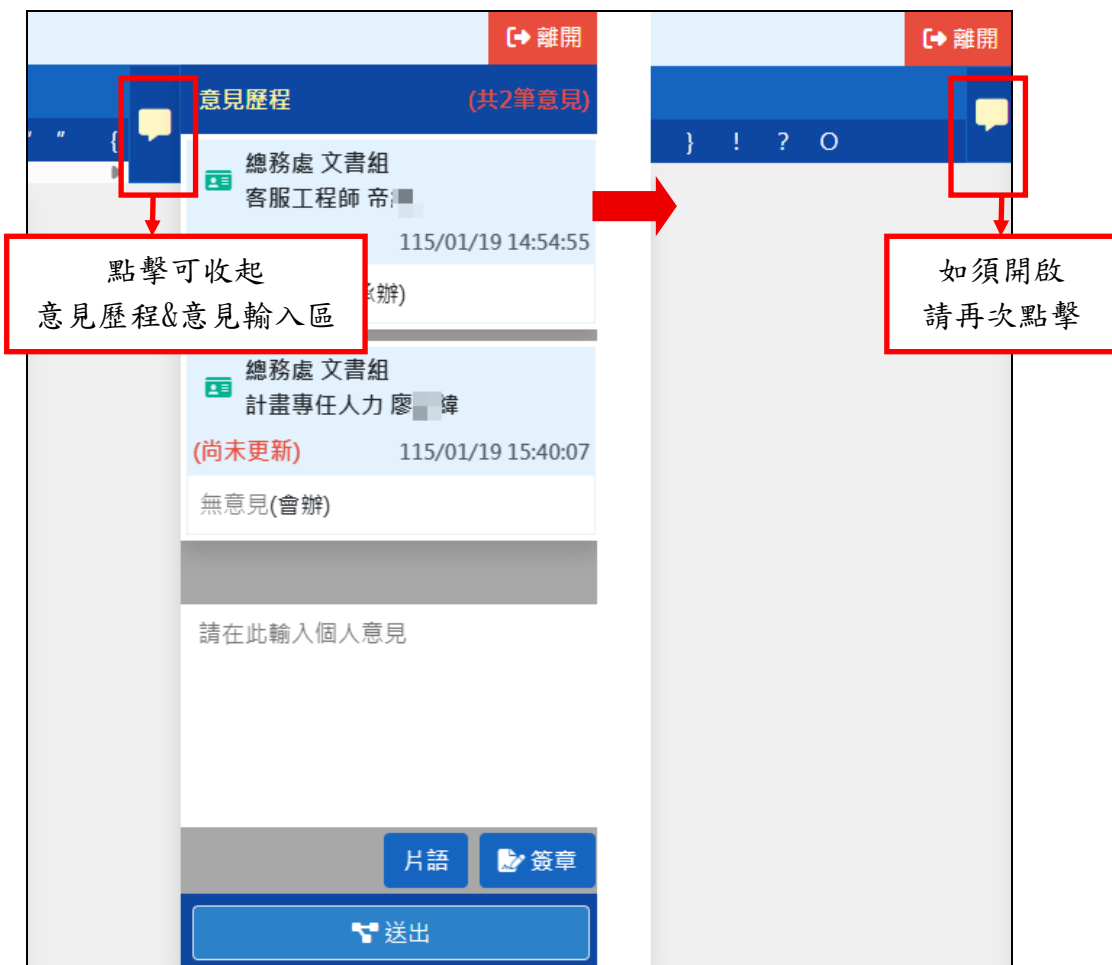 離開
意見歷程 (共2筆意見)
" " {
總務處 文書組
客服工程師 帝
115/01/19 14:54:55
辦)
點擊可收起
意見歷程&意見輸入區
總務處 文書組
計畫專任人力 廖 緯
(尚未更新) 115/01/19 15:40:07
無意見(會辦)
請在此輸入個人意見
片語 簽章
送出
離開
} ! ? O
如須開啟
請再次點擊